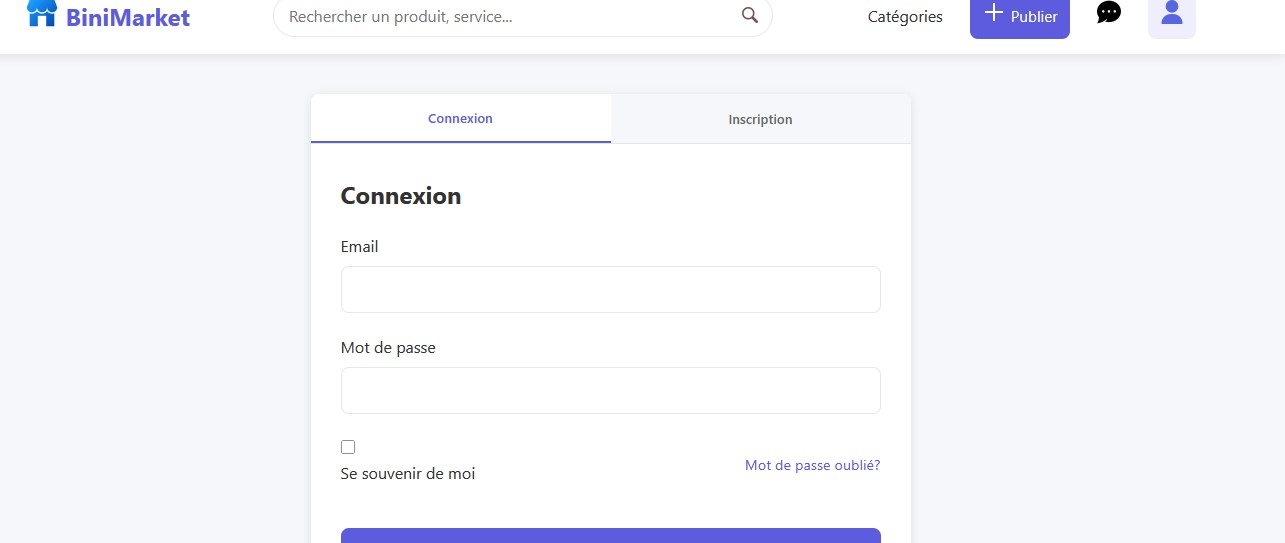 BiniMarket
Rechercher un produit, service...
Catégories
Publier
Connexion
Inscription
Connexion
Email
Mot de passe
Se souvenir de moi
Mot de passe oublié?